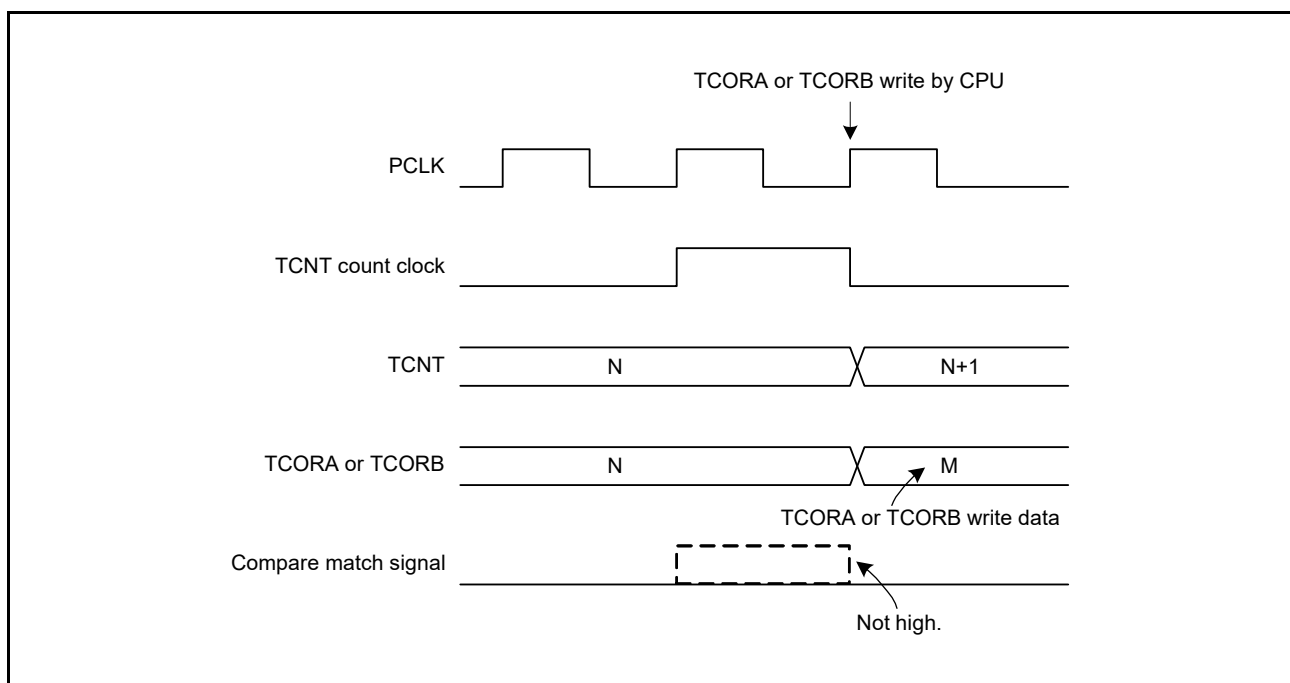 TCORA or TCORB write by CPU
PCLK
TCNT count clock
TCNT
N
N+1
TCORA or TCORB
N
M
TCORA or TCORB write data
Compare match signal
Not high.